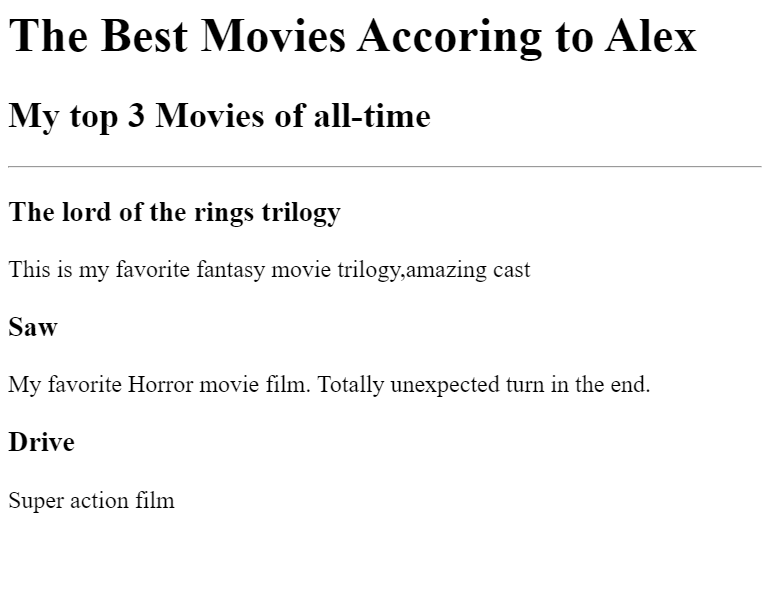 The Best Movies Accoring to Alex
My top 3 Movies of all-time
The lord of the rings trilogy
This is my favorite fantasy movie trilogy,amazing cast
Saw
My favorite Horror movie film. Totally unexpected turn in the end.
Drive
Super action film